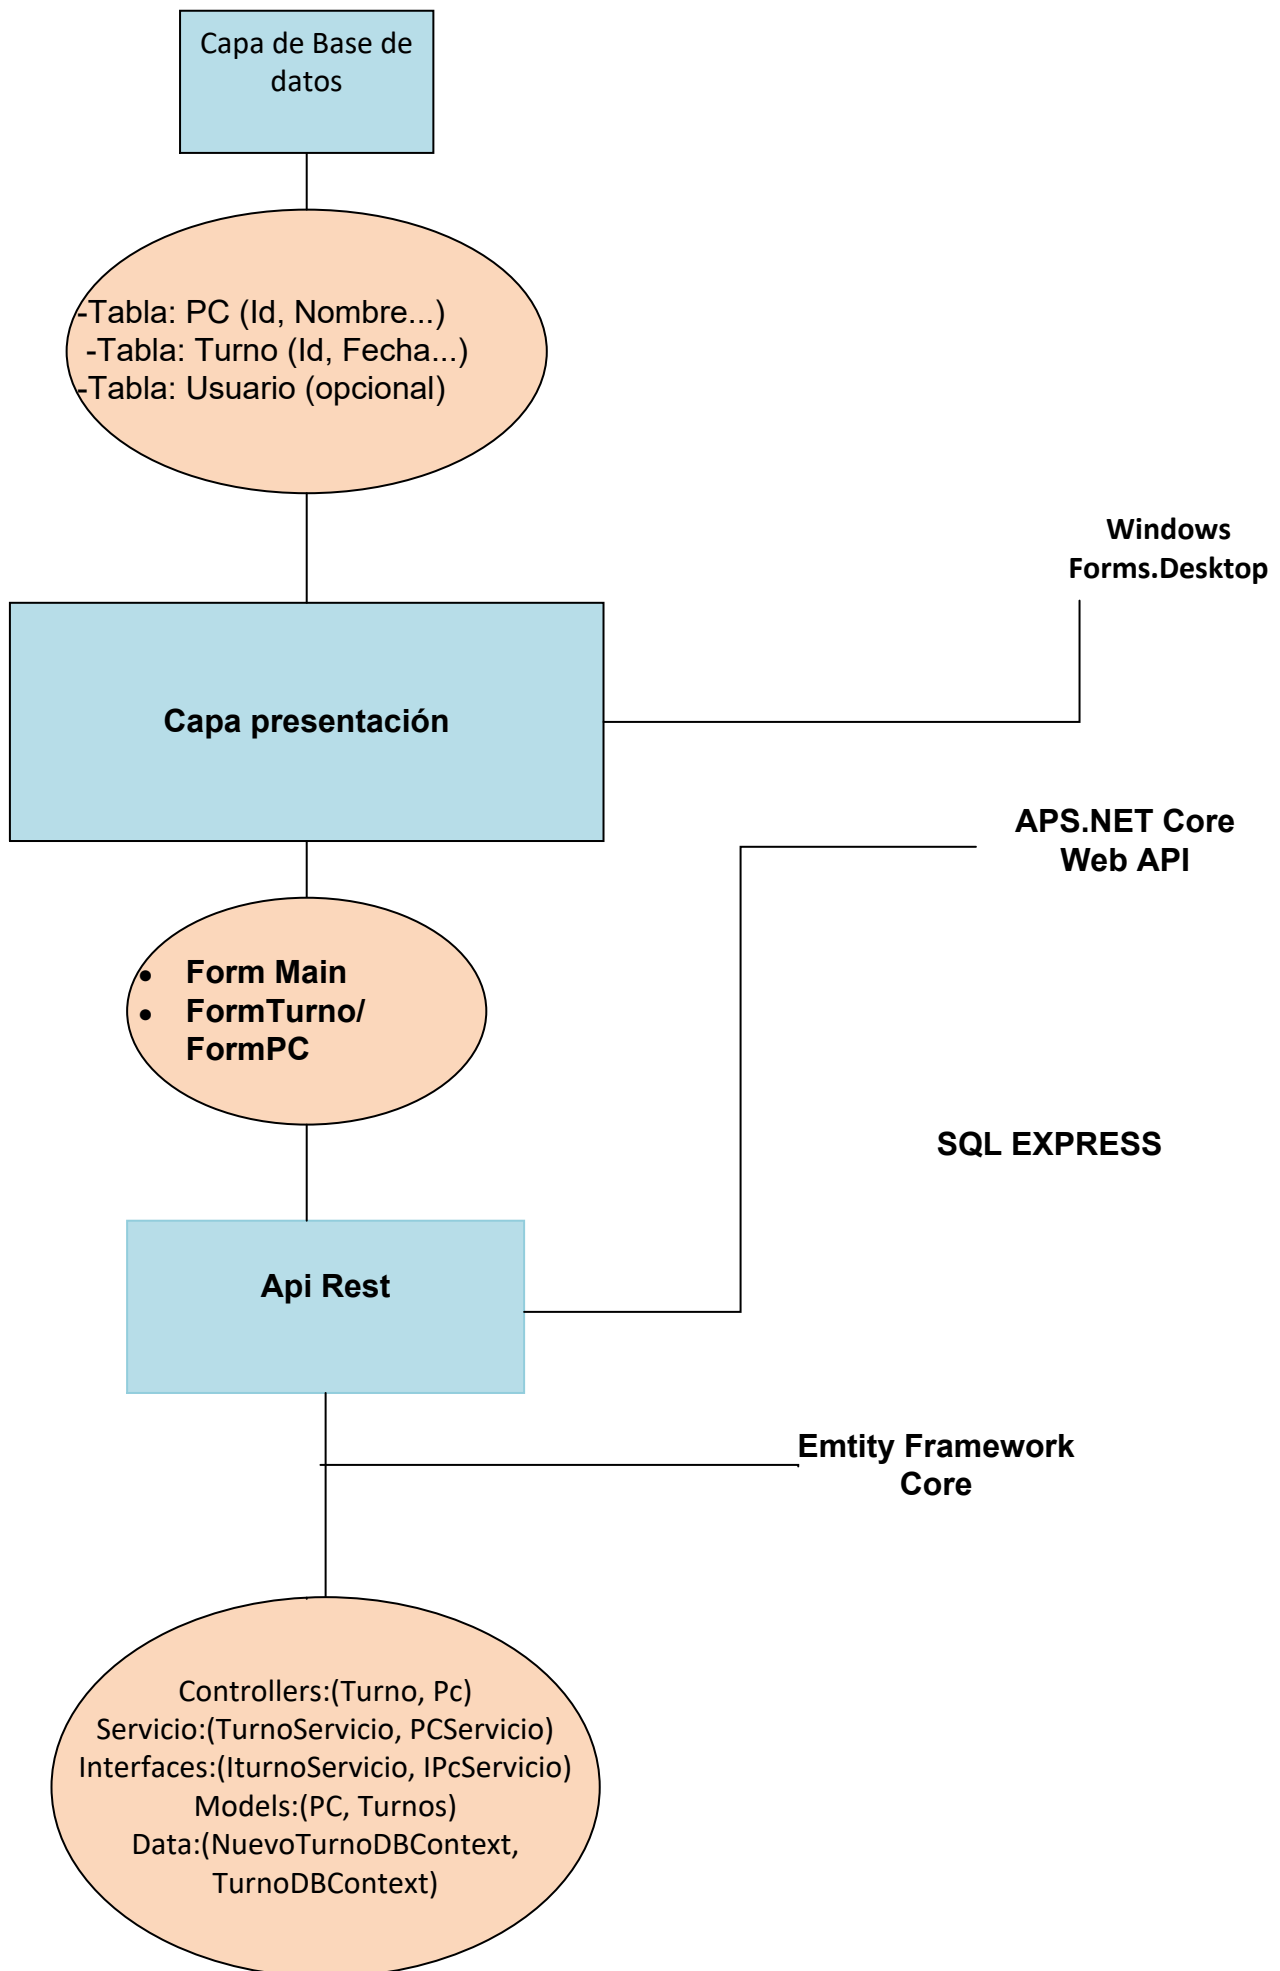 Capa de Base de
datos
-Tabla: PC (Id, Nombre...)
-Tabla: Turno (Id, Fecha...)
-Tabla: Usuario (opcional)
Windows
Forms.Desktop
Capa presentación
APS.NET Core
Web API
• Form Main
• FormTurno/
FormPC
SQL EXPRESS
Api Rest
Emtity Framework
Core
Controllers:(Turno, Pc)
Servicio:(TurnoServicio, PCServicio)
Interfaces:(IturnoServicio, IPcServicio)
Models:(PC, Turnos)
Data:(NuevoTurnoDBContext,
TurnoDBContext)